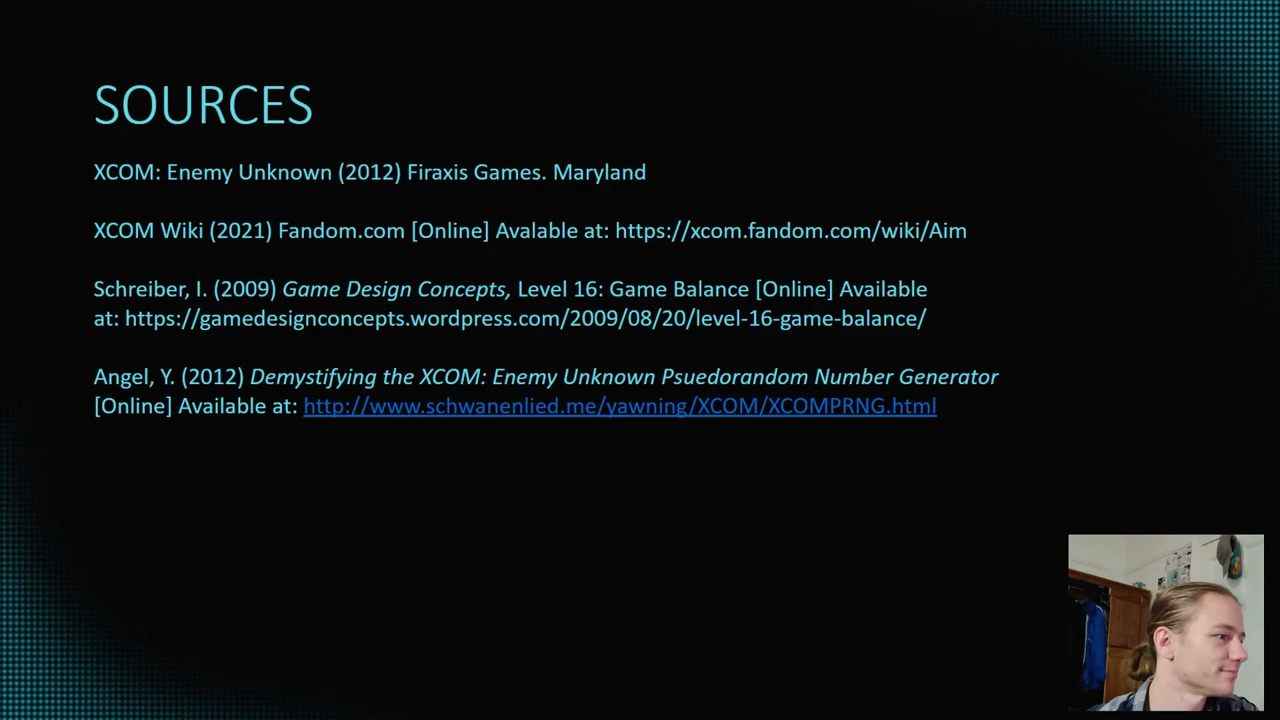 SOURCES
XCOM: Enemy Unknown (2012) Firaxis Games. Maryland
XCOM Wiki (2021) Fandom.com [Online] Avalable at: https://xcom.fandom.com/wiki/Aim
Schreiber, I. (2009) Game Design Concepts, Level 16: Game Balance [Online] Available
at: https://gamedesignconcepts.wordpress.com/2009/08/20/level-16-game-balance/
Angel, Y. (2012) Demystifying the XCOM: Enemy Unknown Psuedorandom Number Generator
[Online] Available at: http://www.schwanenlied.me/yawning/XCOM/XCOMPRNG.html